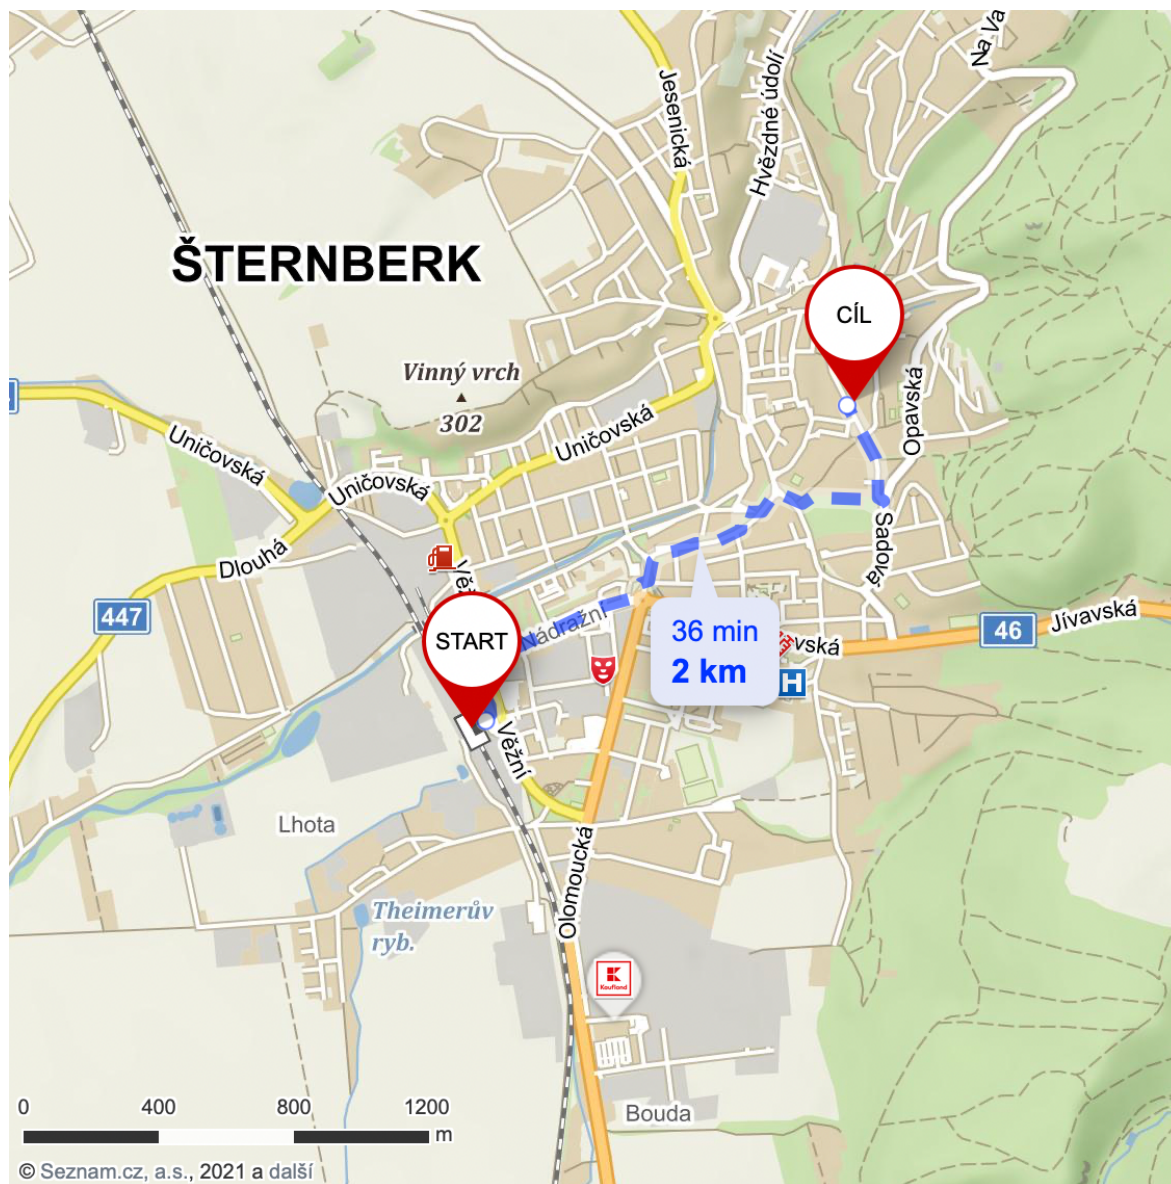 Na Va
Hvězdné údolí
Jesenická
ŠTERNBERK
CÍL
Vinný vrch
302
Opavská
Uničovská
Uničovská
Uničovská
Dlouhá
Sadová
447
Vě
START
Nádražní
36 min
2 km
vská
46
Jívavská
H
Věžní
Lhota
Olomoucká
Theimerův
ryb.
K
Kaufland
Bouda
0 400 800 1200
m
© Seznam.cz, a.s., 2021 a další